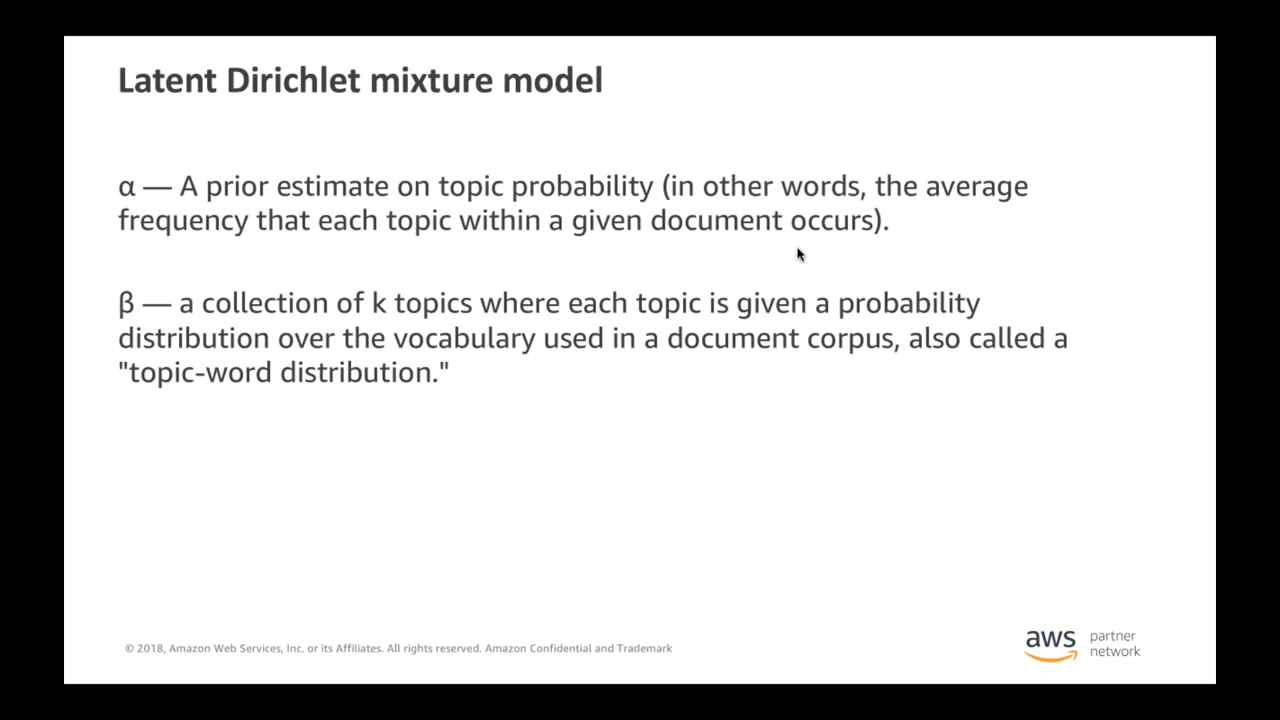 Latent Dirichlet mixture model
α — A prior estimate on topic probability (in other words, the average
frequency that each topic within a given document occurs).
β — a collection of k topics where each topic is given a probability
distribution over the vocabulary used in a document corpus, also called a
"topic-word distribution."
© 2018, Amazon Web Services, Inc. or its Affiliates. All rights reserved. Amazon Confidential and Trademark
aws partner
network